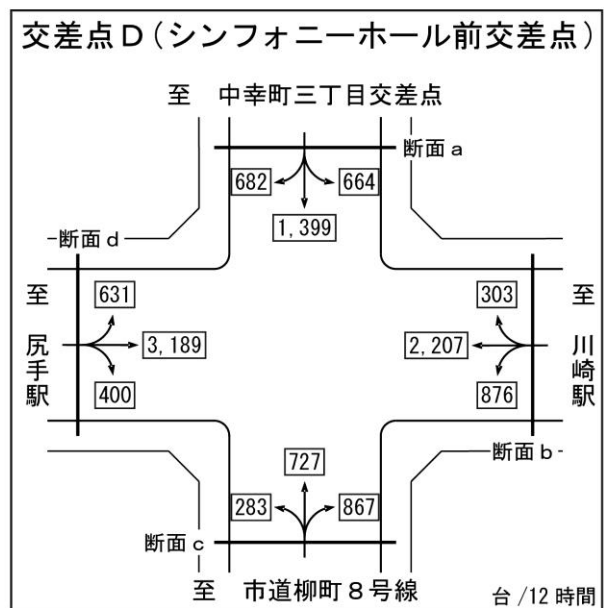 交差点D(シンフォニーホール前交差点)
至 中幸町三丁目交差点
断面a
682
664
1,399
断面d
至 尻手駅
631
3,189
400
303
2,207
876
至 川崎駅
断面b
727
283
867
断面c
至 市道柳町8号線
台/12時間